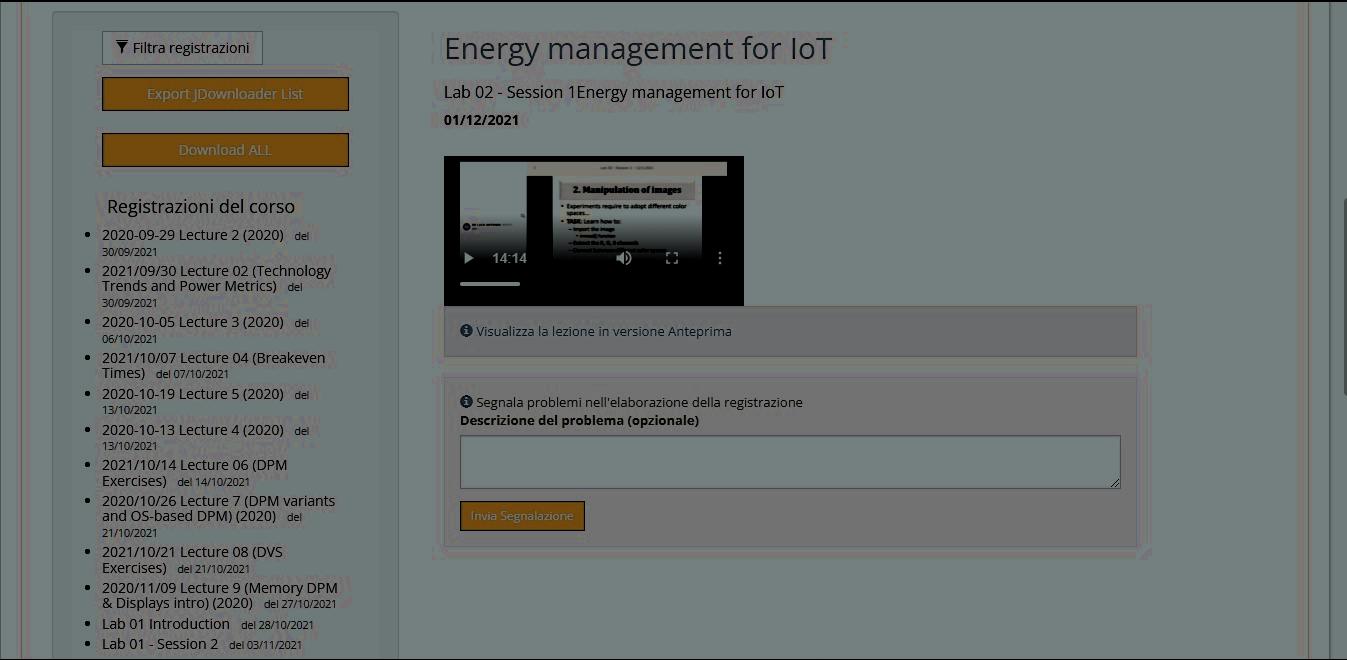 Filtra registrazioni
Export JDownloader List
Download ALL
Registrazioni del corso
2020-09-29 Lecture 2 (2020) del
30/09/2021
2021/09/30 Lecture 02 (Technology
Trends and Power Metrics) del
30/09/2021
2020-10-05 Lecture 3 (2020) del
06/10/2021
2021/10/07 Lecture 04 (Breakeven
Times) del 07/10/2021
2020-10-19 Lecture 5 (2020) del
13/10/2021
2020-10-13 Lecture 4 (2020) del
13/10/2021
2021/10/14 Lecture 06 (DPM
Exercises) del 14/10/2021
2020/10/26 Lecture 7 (DPM variants
and OS-based DPM) (2020) del
21/10/2021
2021/10/21 Lecture 08 (DVS
Exercises) del 21/10/2021
2020/11/09 Lecture 9 (Memory DPM
& Displays intro) (2020) del 27/10/2021
Lab 01 Introduction del 28/10/2021
Lab 01 - Session 2 del 03/11/2021
Energy management for IoT
Lab 02 - Session 1Energy management for IoT
01/12/2021
2. Manipulation of images
• Experiments require to adopt different color
spaces...
• TASK: Learn how to:
– Import the image
– Extract the R, G, B channels
14:14
Visualizza la lezione in versione Anteprima
Segnala problemi nell'elaborazione della registrazione
Descrizione del problema (opzionale)
Invia Segnalazione